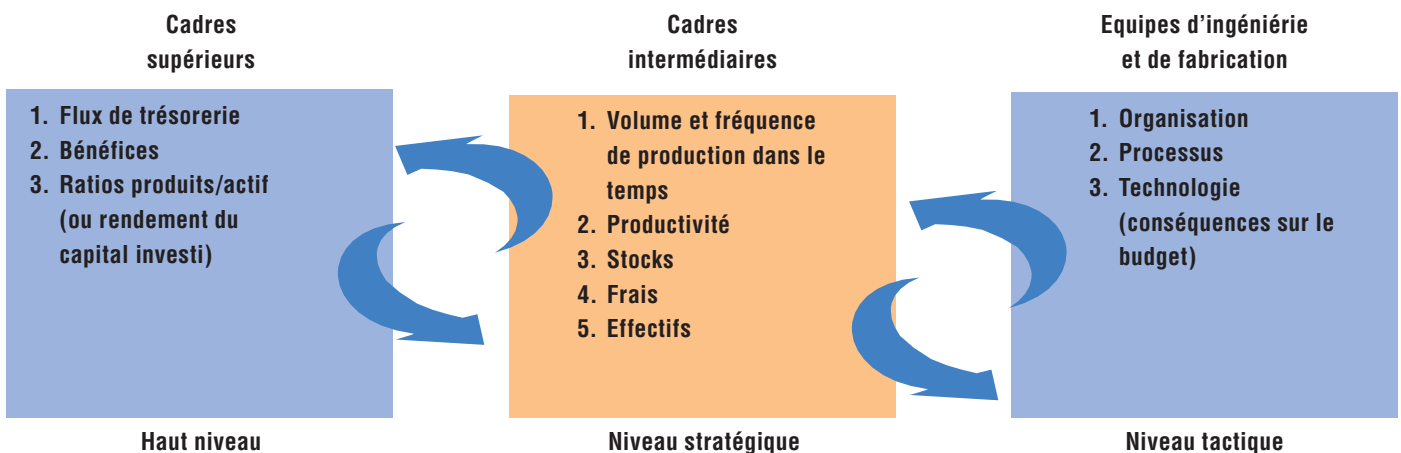 Cadres
supérieurs
1. Flux de trésorerie
2. Bénéfices
3. Ratios produits/actif
(ou rendement du
capital investi)
Haut niveau
Cadres
intermédiaires
1. Volume et fréquence
de production dans le
temps
2. Productivité
3. Stocks
4. Frais
5. Effectifs
Niveau stratégique
Equipes d'ingéniérie
et de fabrication
1. Organisation
2. Processus
3. Technologie
(conséquences sur le
budget)
Niveau tactique